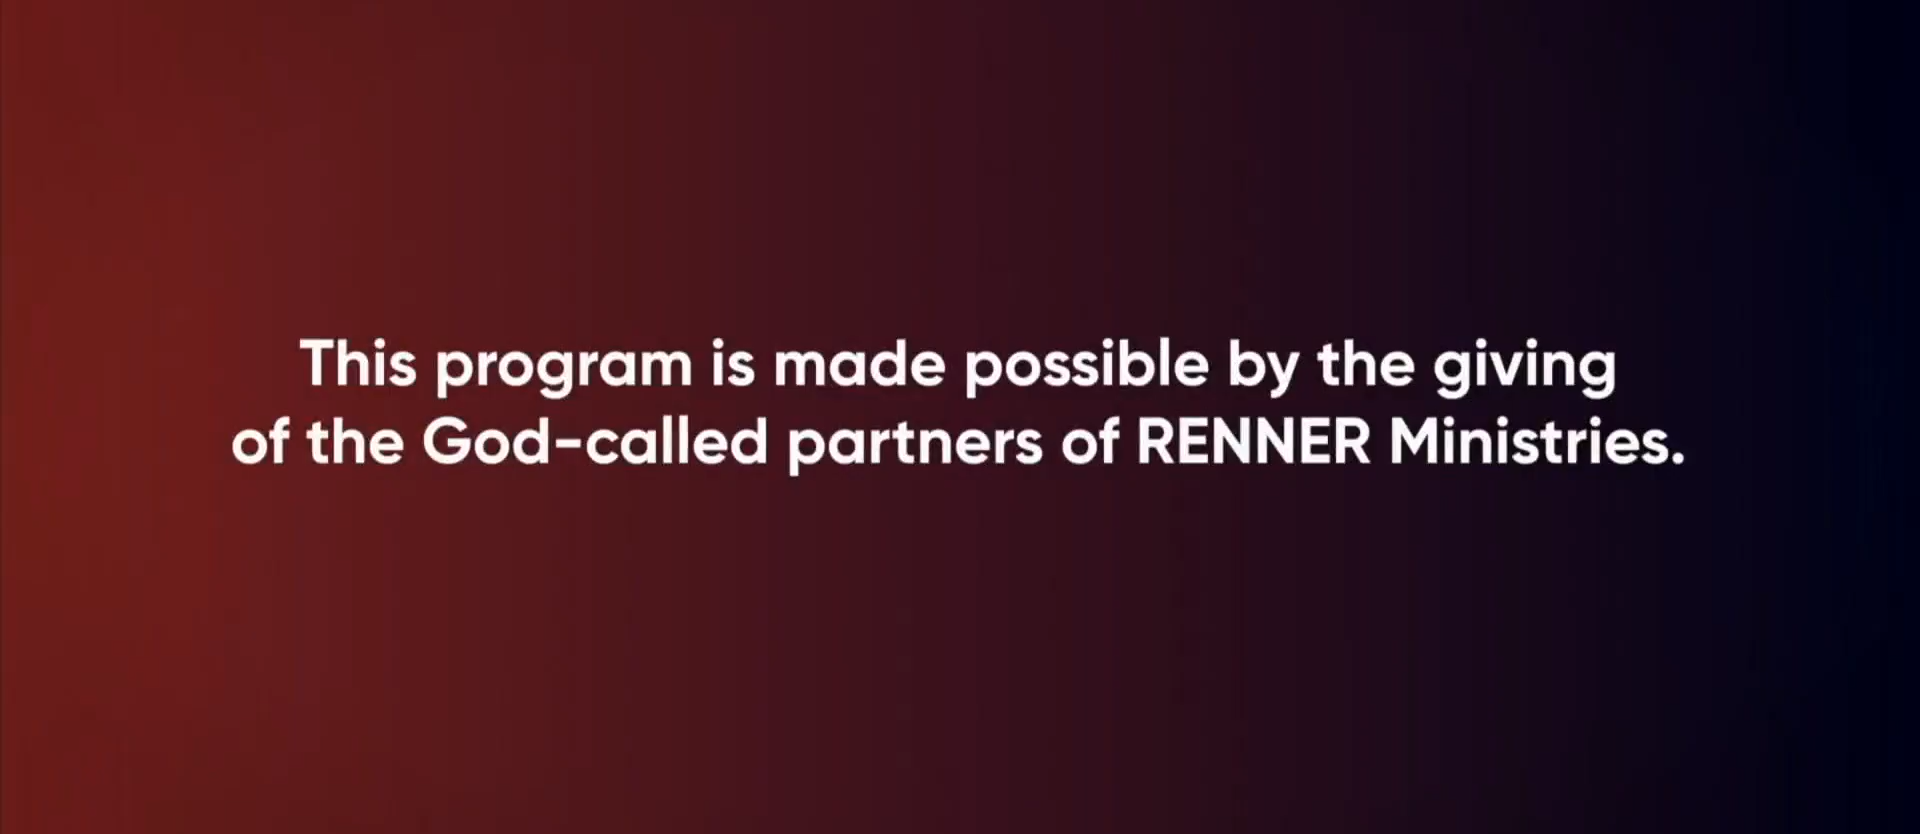 This program is made possible by the giving
of the God-called partners of RENNER Ministries.